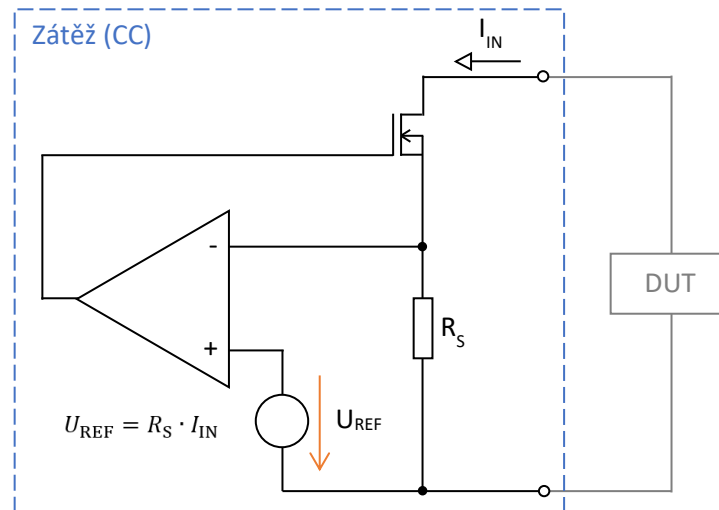 Zátěž (CC)
I_IN
-
DUT
R_S
+
U_REF = R_S · I_IN
U_REF